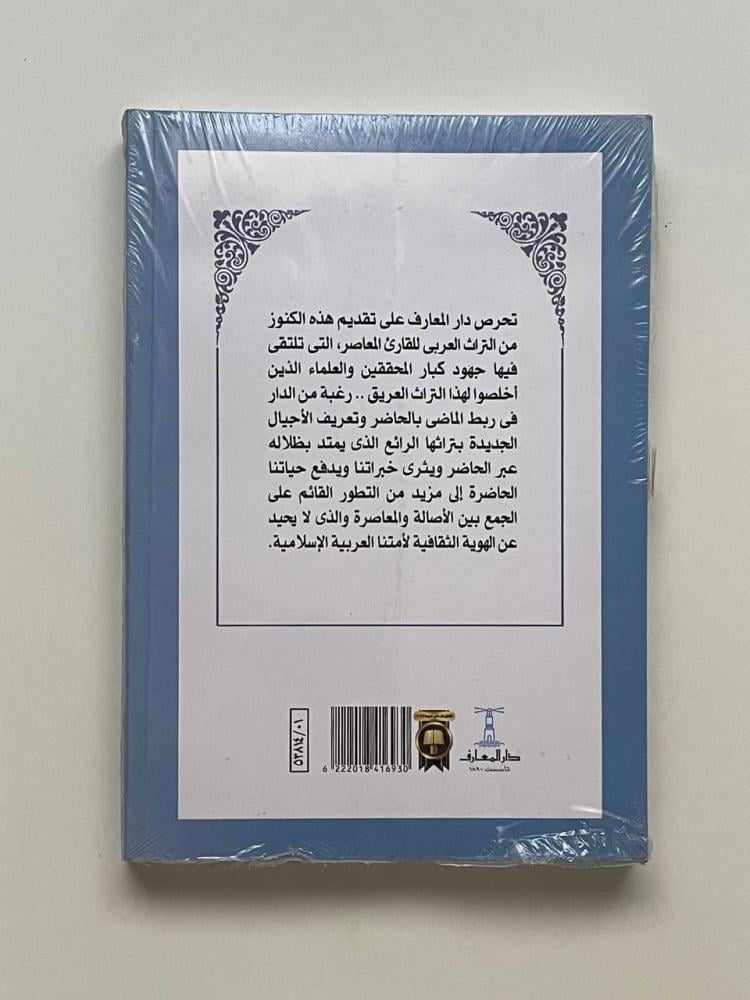 تحرص دار المعارف على تقديم هذه الكنوز
من التراث العربى للقارئ المعاصر، التى تلتقى
فيها جهود كبار المحققين والعلماء الذين
أخلصوا لهذا التراث العريق .. رغبة من الدار
فى ربط الماضى بالحاضر وتعريف الأجيال
الجديدة بتراثها الرائع الذى يمتد بظلاله
عبر الحاضر ويثرى خبراتنا ويدفع حياتنا
الحاضرة إلى مزيد من التطور القائم على
الجمع بين الأصالة والمعاصرة والذى لا يحيد
عن الهوية الثقافية لأمتنا العربية الإسلامية.
دار المعارف
تأسست ١٨٩٠
6 222018 416930
٥٣٨١٤/٠١